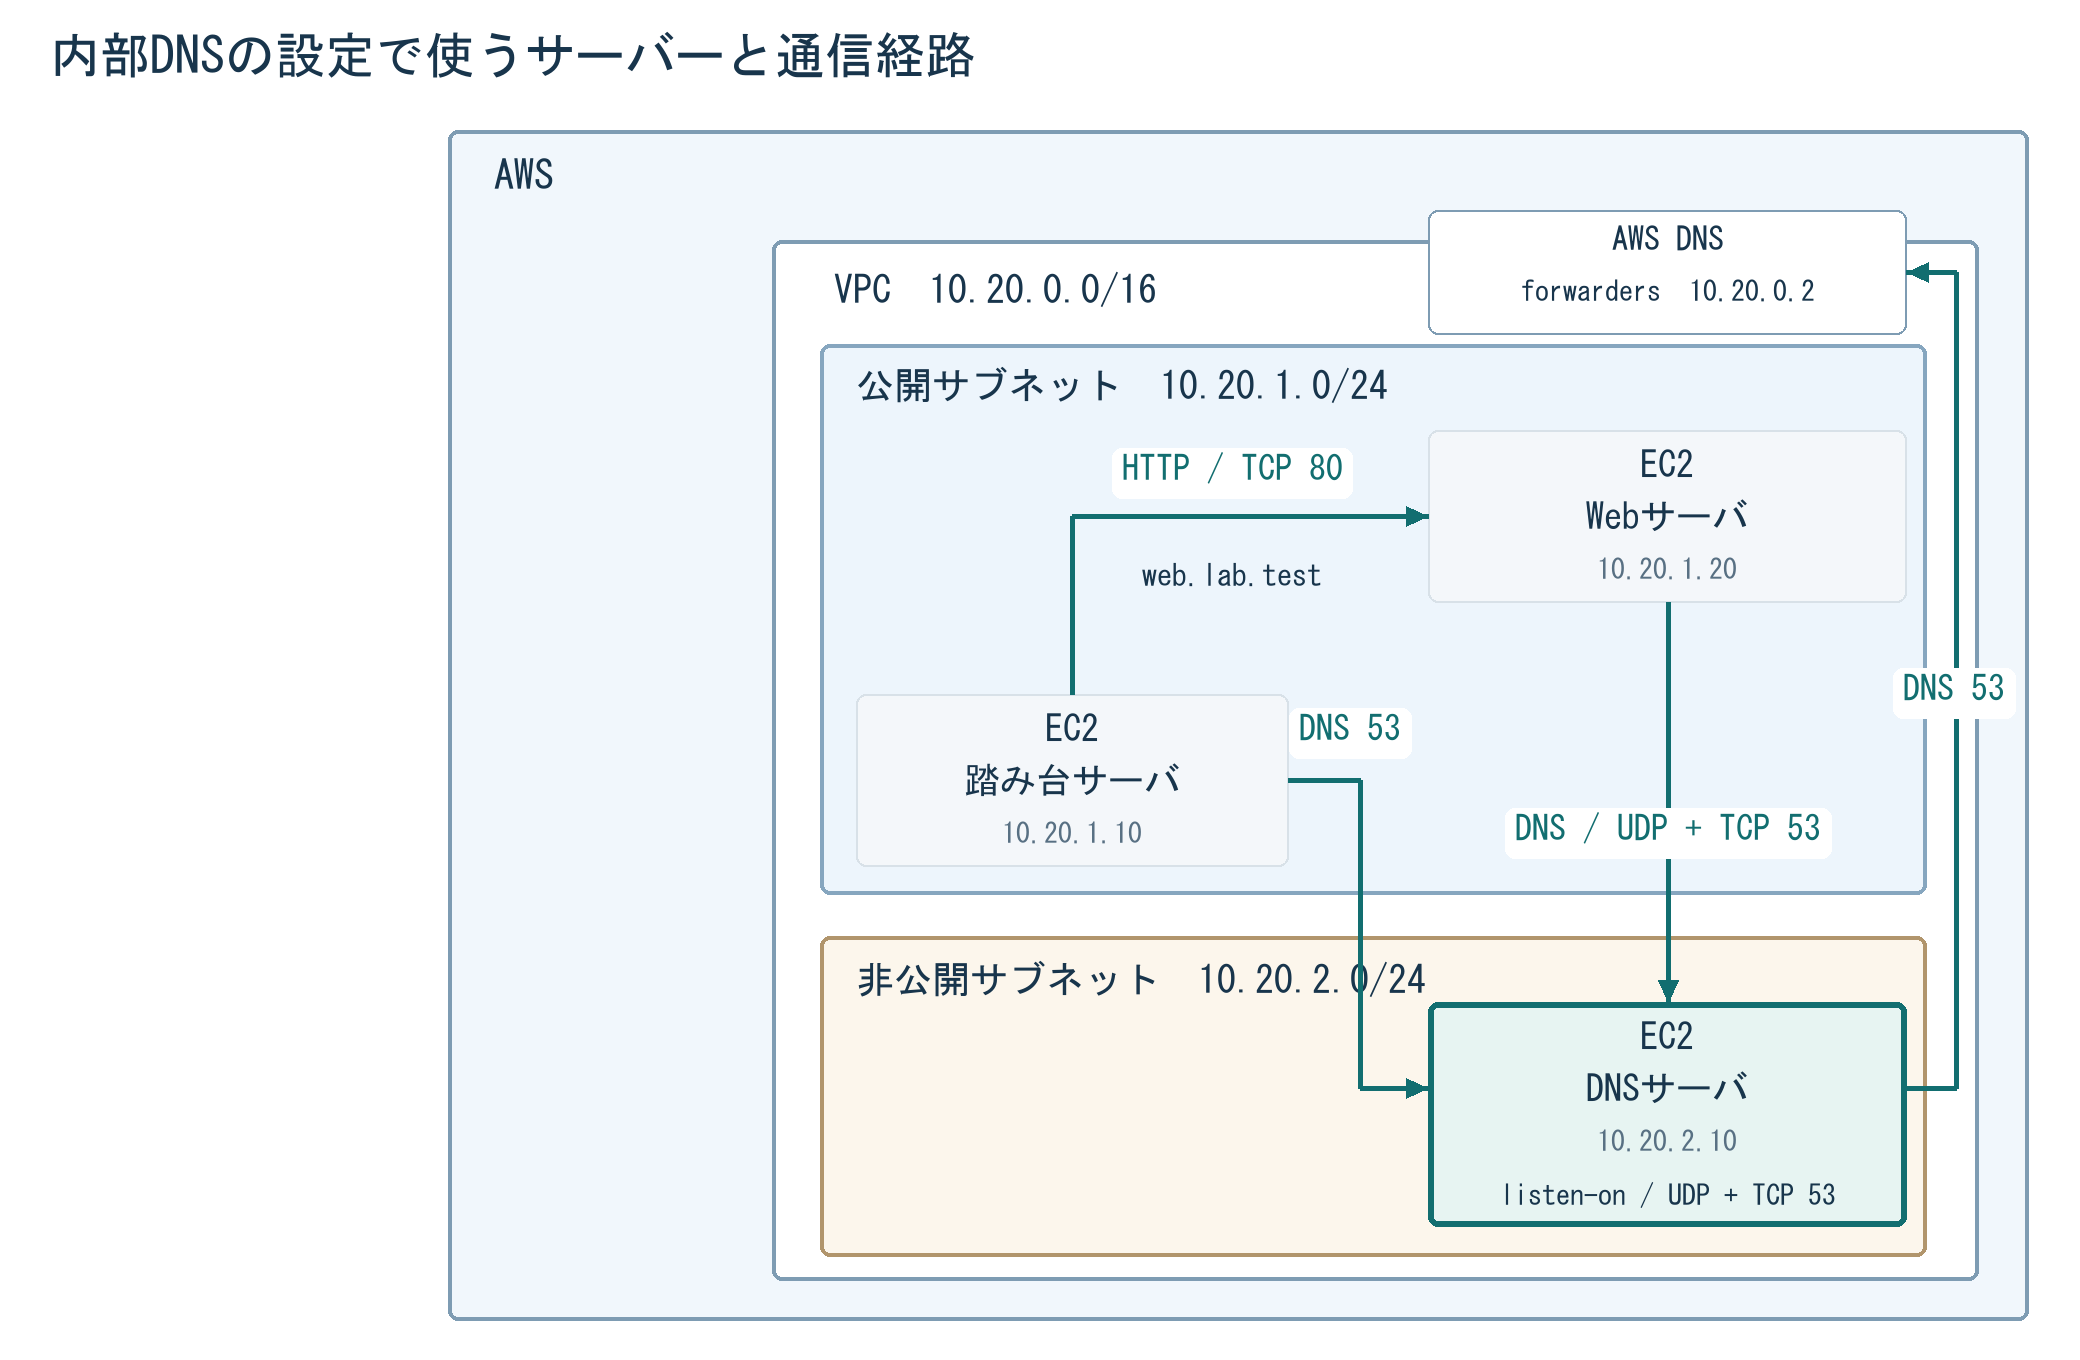 内部DNSの設定で使うサーバーと通信経路
AWS
AWS DNS
forwarders 10.20.0.2
VPC 10.20.0.0/16
公開サブネット 10.20.1.0/24
HTTP / TCP 80
web.lab.test
EC2
Webサーバ
10.20.1.20
EC2
踏み台サーバ
10.20.1.10
DNS 53
DNS 53
DNS / UDP + TCP 53
非公開サブネット 10.20.2.0/24
EC2
DNSサーバ
10.20.2.10
listen-on / UDP + TCP 53